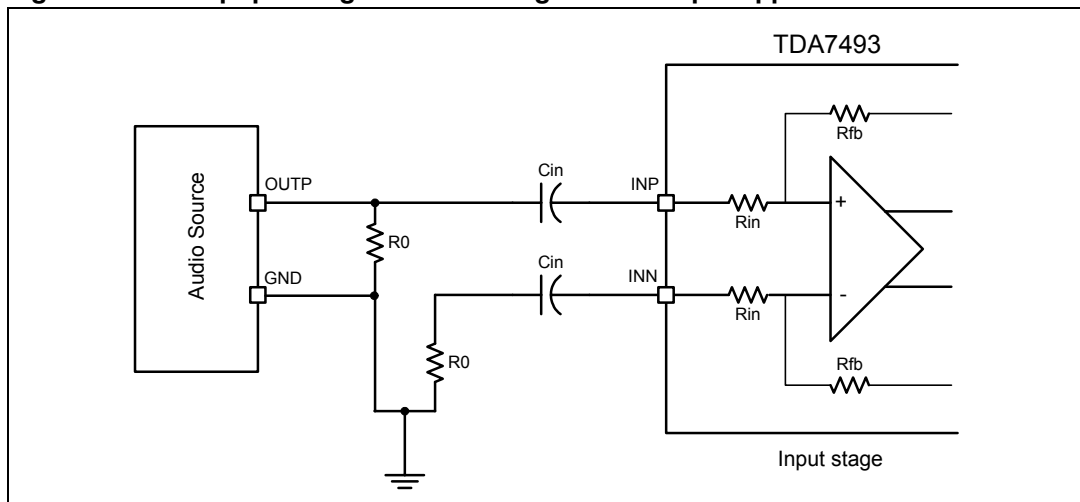 TDA7493
Rfb
Cin
OUTP
INP
Rin
+
Audio Source
R0
Cin
GND
INN
Rin
-
R0
Rfb
Input stage